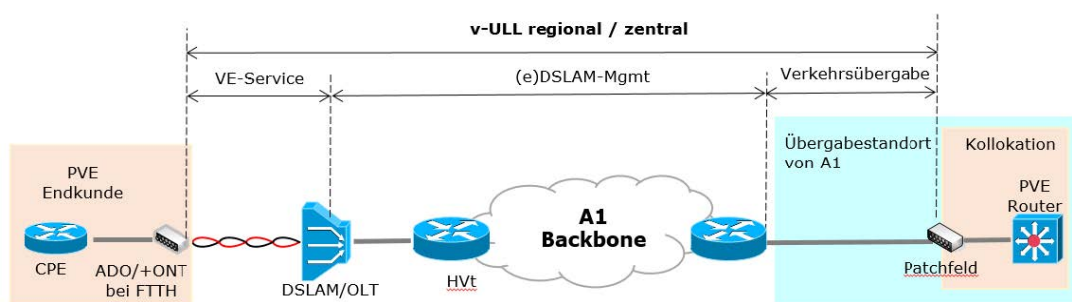 v-ULL regional / zentral
VE-Service
(e)DSLAM-Mgmt
Verkehrsübergabe
Übergabestandort
von A1
Kollokation
PVE
Endkunde
PVE
Router
A1
Backbone
CPE
ADO/+ONT
bei FTTH
DSLAM/OLT
HVt
Patchfeld